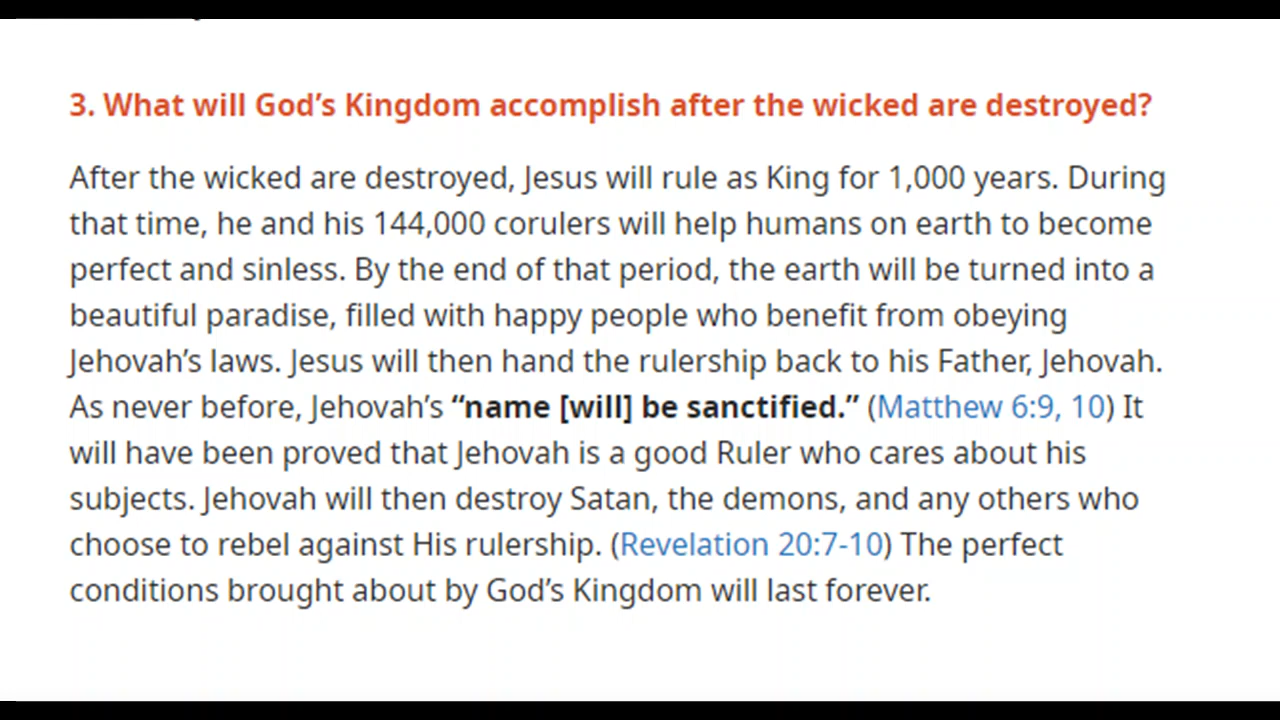 3. What will God’s Kingdom accomplish after the wicked are destroyed?
After the wicked are destroyed, Jesus will rule as King for 1,000 years. During
that time, he and his 144,000 corulers will help humans on earth to become
perfect and sinless. By the end of that period, the earth will be turned into a
beautiful paradise, filled with happy people who benefit from obeying
Jehovah’s laws. Jesus will then hand the rulership back to his Father, Jehovah.
As never before, Jehovah’s “name [will] be sanctified.” (Matthew 6:9, 10) It
will have been proved that Jehovah is a good Ruler who cares about his
subjects. Jehovah will then destroy Satan, the demons, and any others who
choose to rebel against His rulership. (Revelation 20:7-10) The perfect
conditions brought about by God’s Kingdom will last forever.